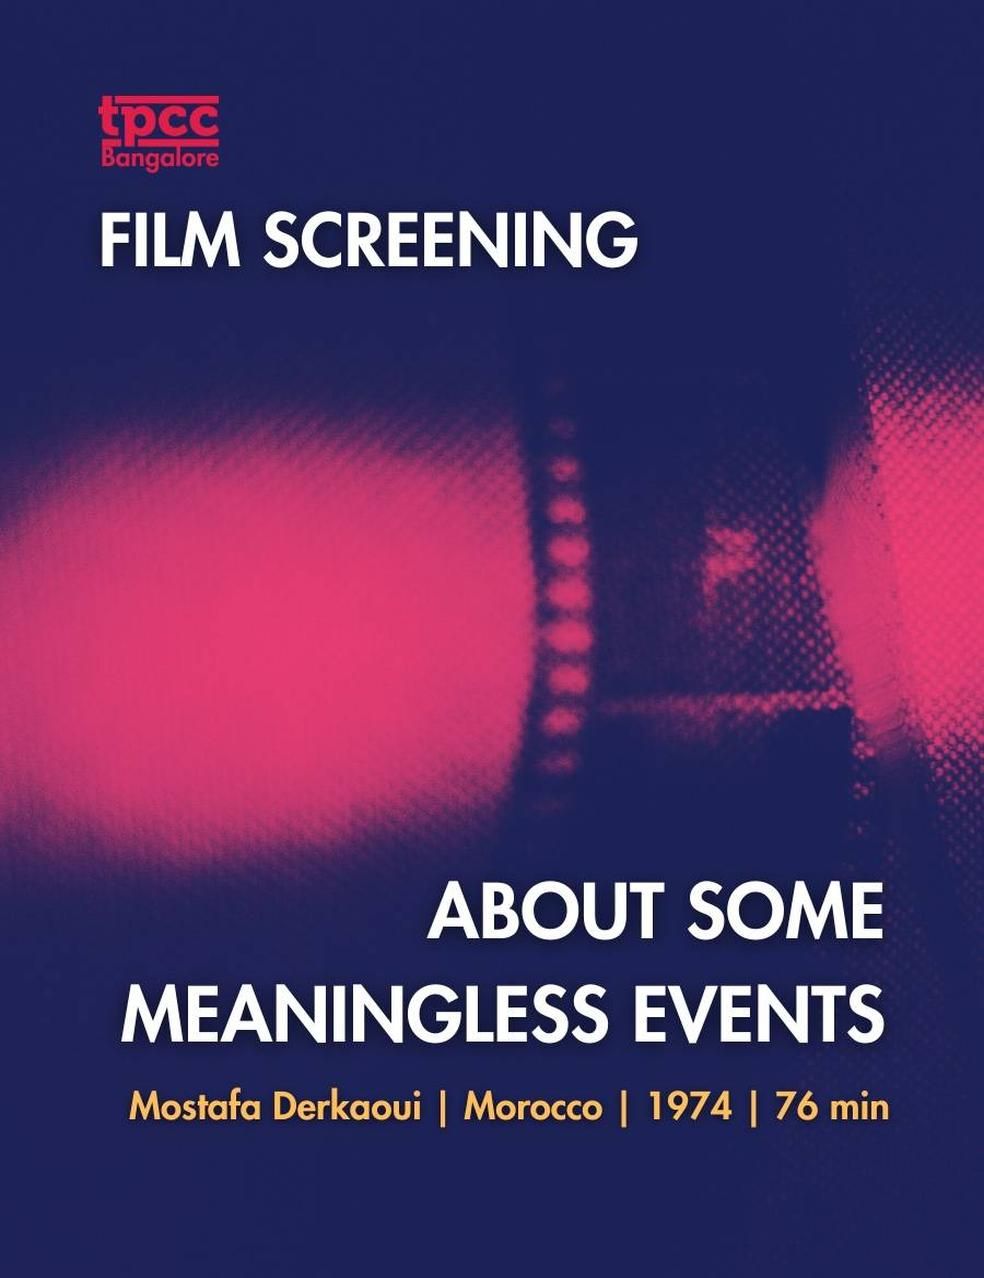 tpcc
Bangalore
FILM SCREENING
ABOUT SOME
MEANINGLESS EVENTS
Mostafa Derkaoui | Morocco | 1974 | 76 min